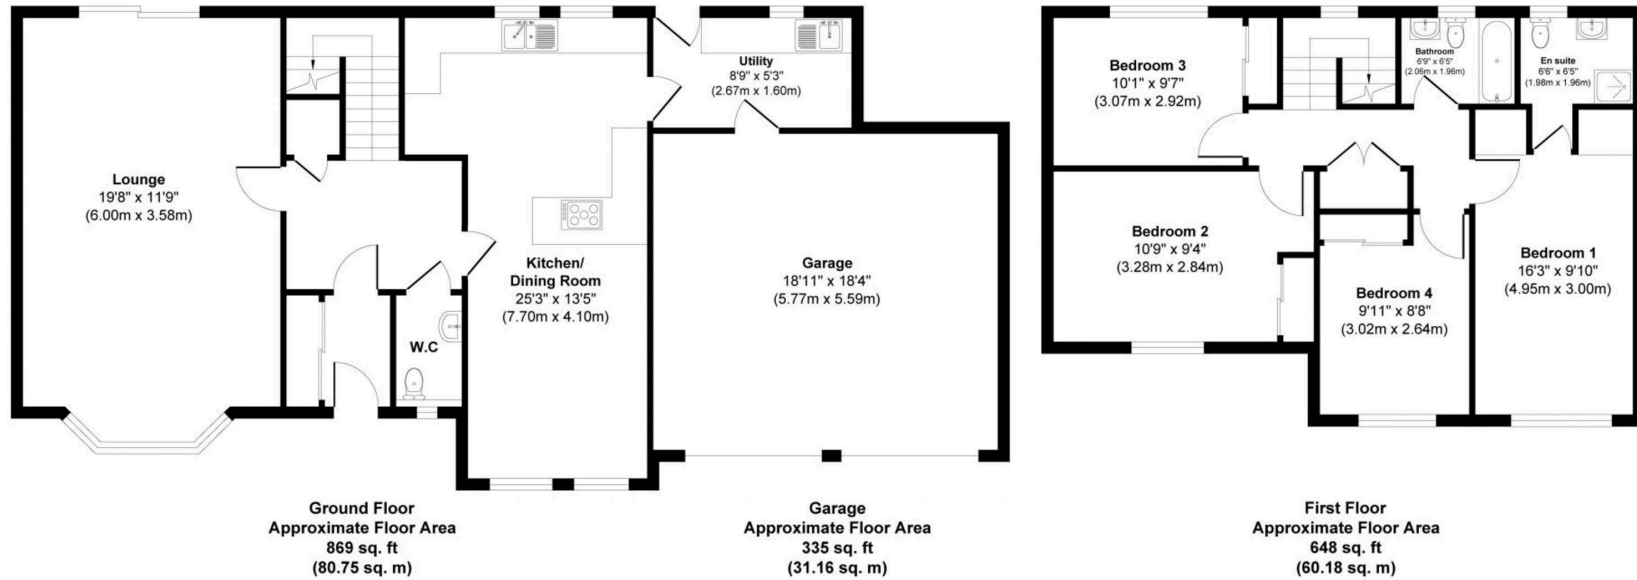 Lounge
19'8" x 11'9"
(6.00m x 3.58m)
Kitchen/
Dining Room
25'3" x 13'5"
(7.70m x 4.10m)
W.C
Utility
8'9" x 5'3"
(2.67m x 1.60m)
Garage
18'11" x 18'4"
(5.77m x 5.59m)
Bedroom 3
10'1" x 9'7"
(3.07m x 2.92m)
Bathroom
6'9" x 6'5"
(2.06m x 1.96m)
En suite
6'6" x 6'5"
(1.98m x 1.96m)
Bedroom 2
10'9" x 9'4"
(3.28m x 2.84m)
Bedroom 4
9'11" x 8'8"
(3.02m x 2.64m)
Bedroom 1
16'3" x 9'10"
(4.95m x 3.00m)
Ground Floor
Approximate Floor Area
869 sq. ft
(80.75 sq. m)
Garage
Approximate Floor Area
335 sq. ft
(31.16 sq. m)
First Floor
Approximate Floor Area
648 sq. ft
(60.18 sq. m)